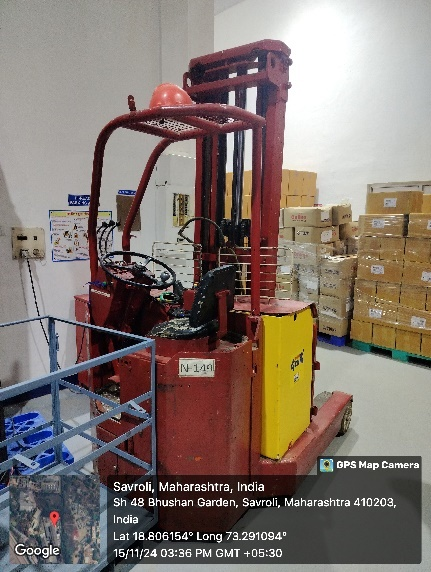 N-149
GPS Map Camera
Savroli, Maharashtra, India
Sh 48 Bhushan Garden, Savroli, Maharashtra 410203,
India
Lat 18.806154° Long 73.291094°
15/11/24 03:36 PM GMT +05:30
Google